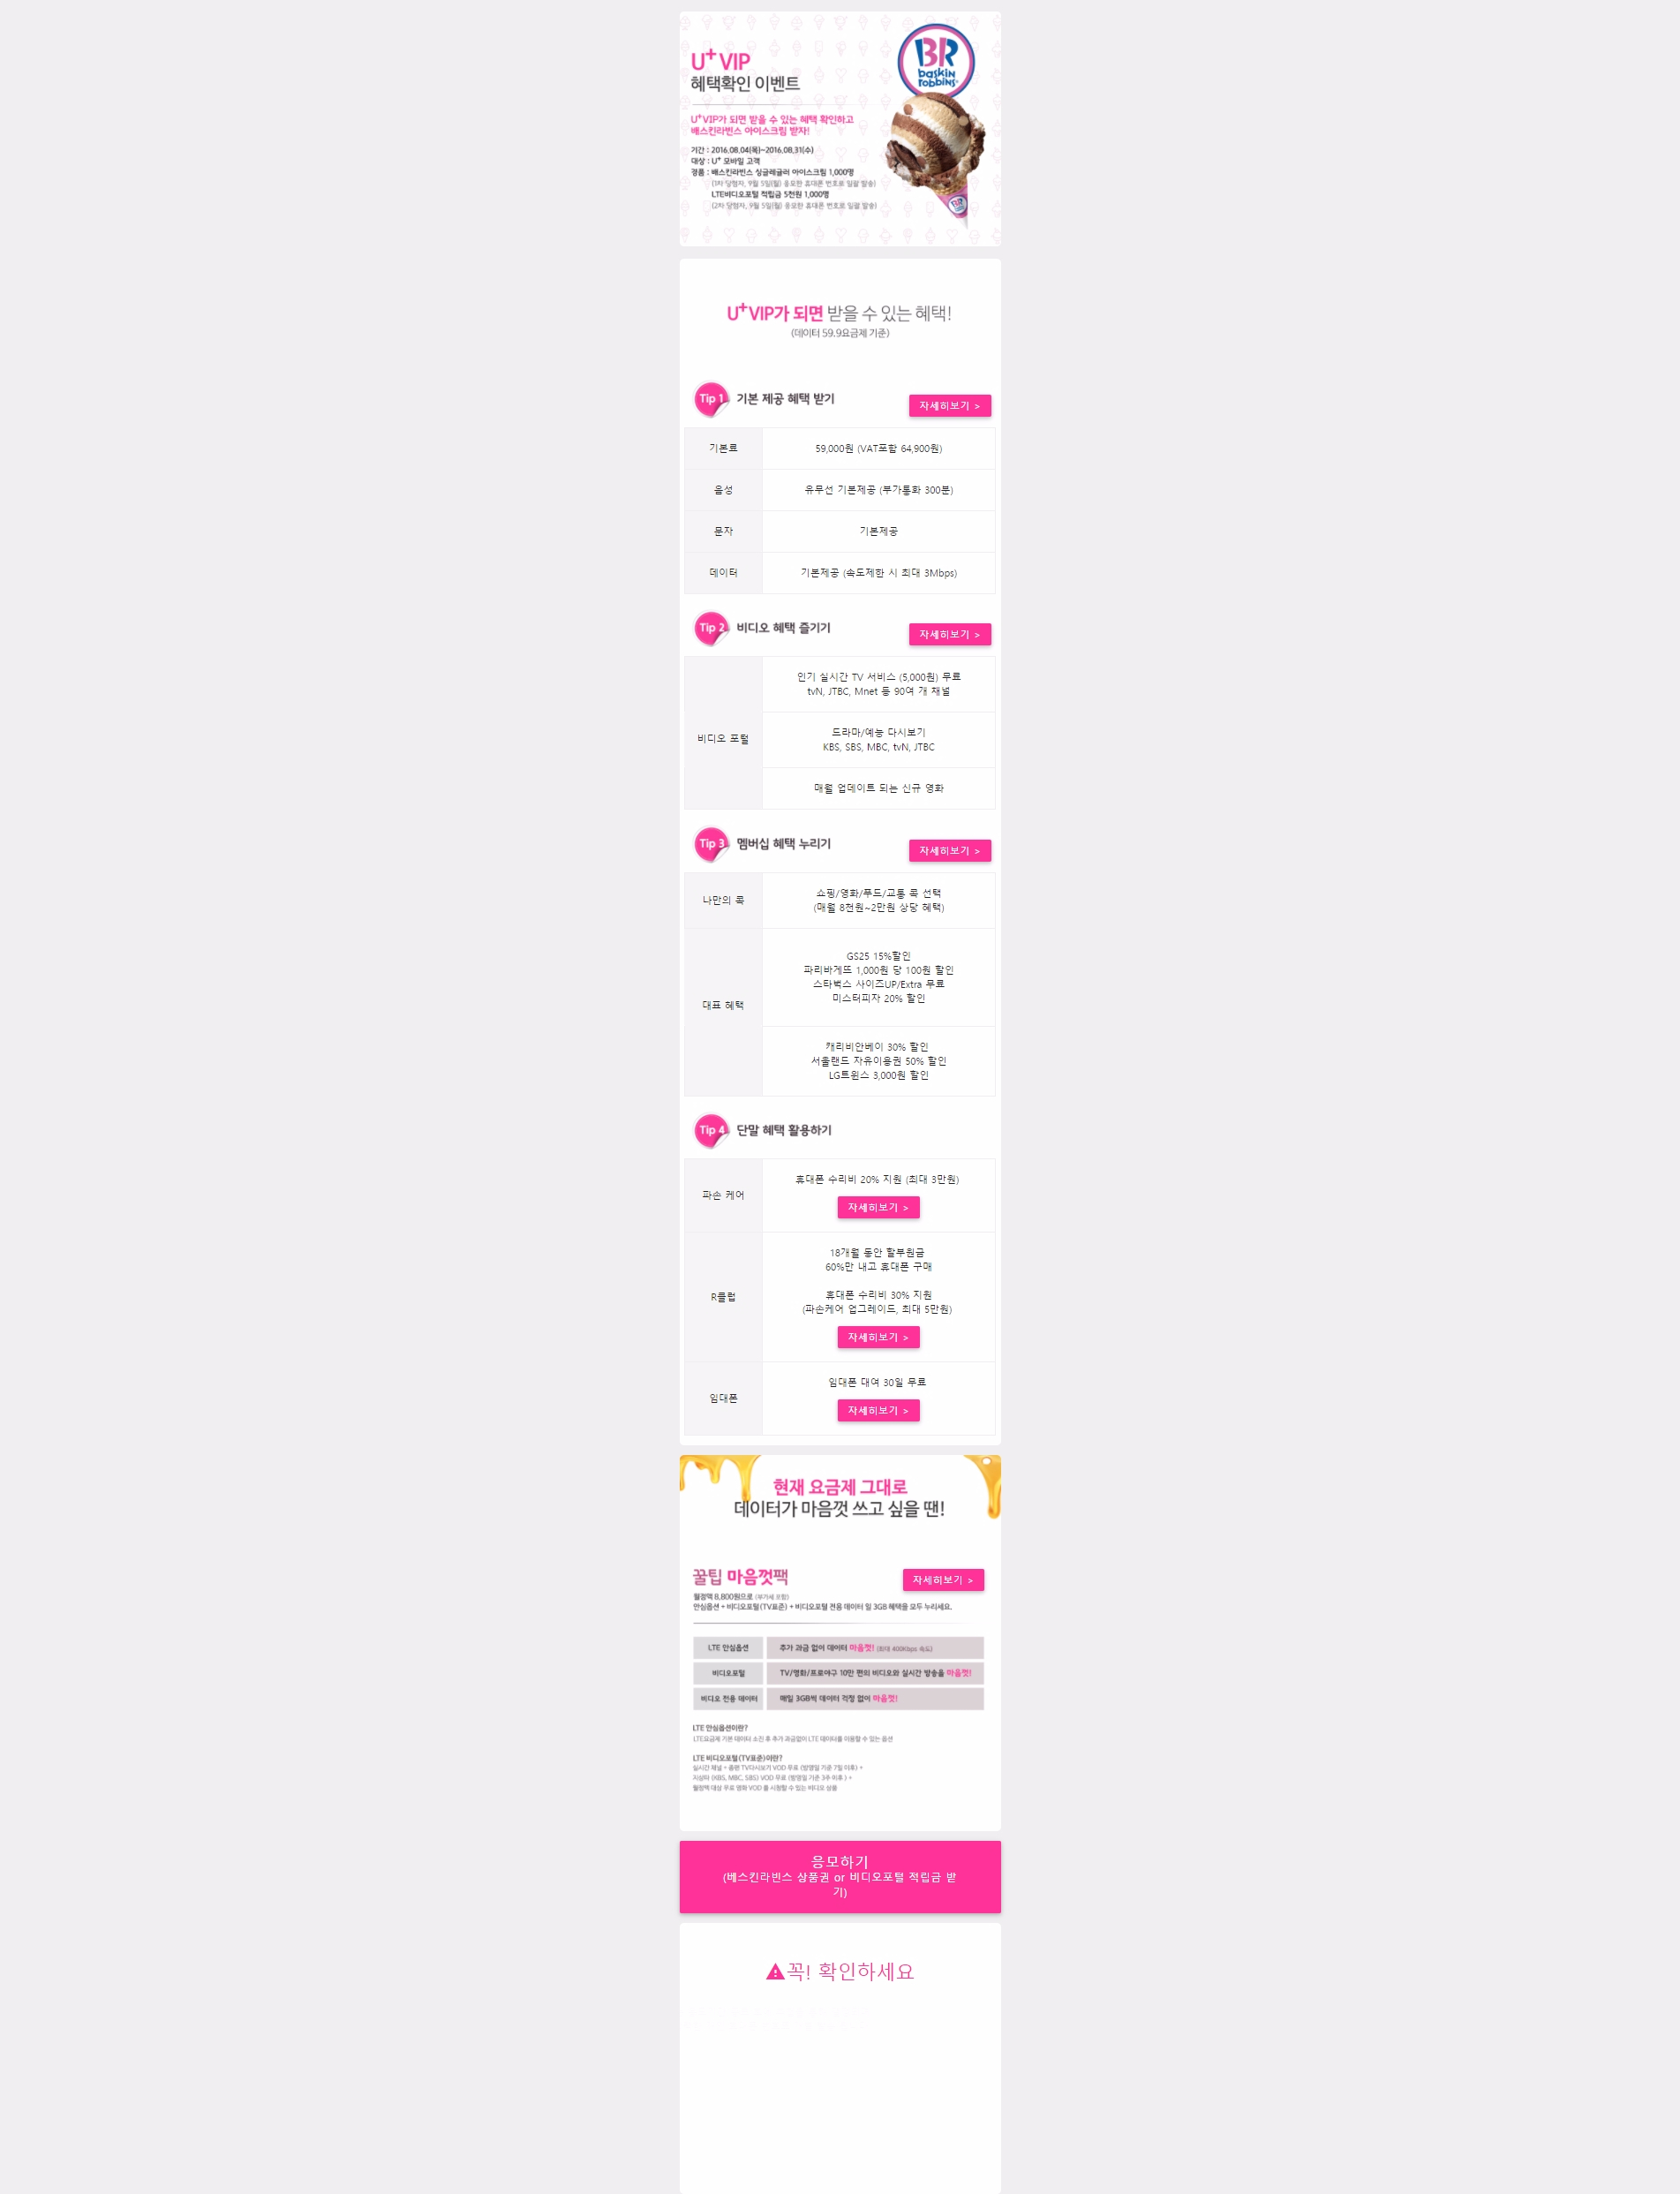 U+ VIP
혜택확인 이벤트
baskin
robbins
U+VIP가 되면 받을 수 있는 혜택 확인하고
배스킨라빈스 아이스크림 받자!
기간 : 2016.08.04(목)~2016.08.31(수)
대상 : U+ 모바일 고객
경품 : 배스킨라빈스 싱글레귤러 아이스크림 1,000명
(1차 당첨자, 9월 5일(월) 응모한 휴대폰 번호로 일괄 발송)
LTE비디오포털 적립금 5천원 1,000명
(2차 당첨자, 9월 5일(월) 응모한 휴대폰 번호로 일괄 발송)
U+VIP가 되면 받을 수 있는 혜택!
(데이터 59.9요금제 기준)
Tip 1 기본 제공 혜택 받기
자세히보기 >
기본료
59,000원 (VAT포함 64,900원)
음성
유무선 기본제공 (부가통화 300분)
문자
기본제공
데이터
기본제공 (속도제한 시 최대 3Mbps)
Tip 2 비디오 혜택 즐기기
자세히보기 >
비디오 포털
인기 실시간 TV 서비스 (5,000원) 무료
tvN, JTBC, Mnet 등 90여 개 채널
드라마/예능 다시보기
KBS, SBS, MBC, tvN, JTBC
매월 업데이트 되는 신규 영화
Tip 3 멤버십 혜택 누리기
자세히보기 >
나만의 콕
쇼핑/영화/푸드/교통 콕 선택
(매월 8천원~2만원 상당 혜택)
대표 혜택
GS25 15%할인
파리바게뜨 1,000원 당 100원 할인
스타벅스 사이즈UP/Extra 무료
미스터피자 20% 할인
캐리비안베이 30% 할인
서울랜드 자유이용권 50% 할인
LG트윈스 3,000원 할인
Tip 4 단말 혜택 활용하기
파손 케어
휴대폰 수리비 20% 지원 (최대 3만원)
자세히보기 >
R클럽
18개월 동안 할부원금
60%만 내고 휴대폰 구매
휴대폰 수리비 30% 지원
(파손케어 업그레이드, 최대 5만원)
자세히보기 >
임대폰
임대폰 대여 30일 무료
자세히보기 >
현재 요금제 그대로
데이터가 마음껏 쓰고 싶을 땐!
꿀팁 마음껏팩
자세히보기 >
월정액 8,800원으로 (부가세 포함)
안심옵션 + 비디오포털(TV표준) + 비디오포털 전용 데이터 일 3GB 혜택을 모두 누리세요.
LTE 안심옵션
추가 과금 없이 데이터 마음껏! (최대 400Kbps 속도)
비디오포털
TV/영화/프로야구 10만 편의 비디오와 실시간 방송을 마음껏!
비디오 전용 데이터
매일 3GB씩 데이터 걱정 없이 마음껏!
LTE 안심옵션이란?
LTE요금제 기본 데이터 소진 후 추가 과금없이 LTE 데이터를 이용할 수 있는 옵션
LTE 비디오포털(TV표준)이란?
실시간 채널 + 종편 TV다시보기 VOD 무료 (방영일 기준 7일 이후) +
지상파 (KBS, MBC, SBS) VOD 무료 (방영일 기준 3주 이후) +
월정액 대상 무료 영화 VOD 를 시청할 수 있는 비디오 상품
응모하기
(베스킨라빈스 상품권 or 비디오포털 적립금 받
기)
꼭! 확인하세요